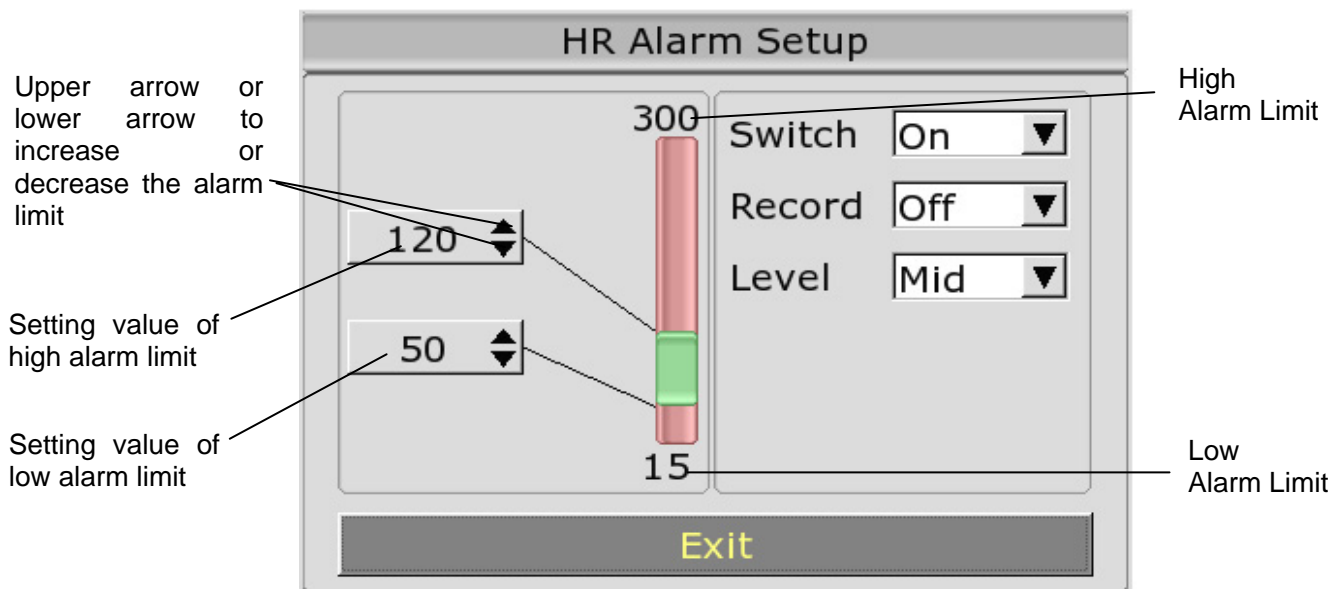 HR Alarm Setup
Upper arrow or
lower arrow to
increase or
decrease the alarm
limit
Setting value of
high alarm limit
Setting value of
low alarm limit
120
50
300
15
Switch On
Record Off
Level Mid
High
Alarm Limit
Low
Alarm Limit
Exit